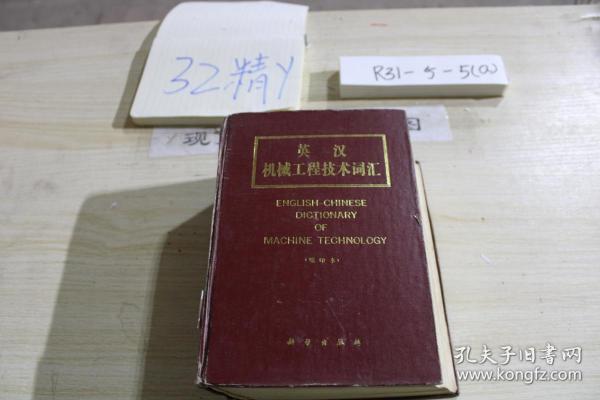 32精Y
R31-5-5(a)
现
图
英 汉
机械工程技术词汇
ENGLISH-CHINESE
DICTIONARY
OF
MACHINE TECHNOLOGY
(缩印本)
科学出版社
孔夫子旧书网
www.kongfz.com